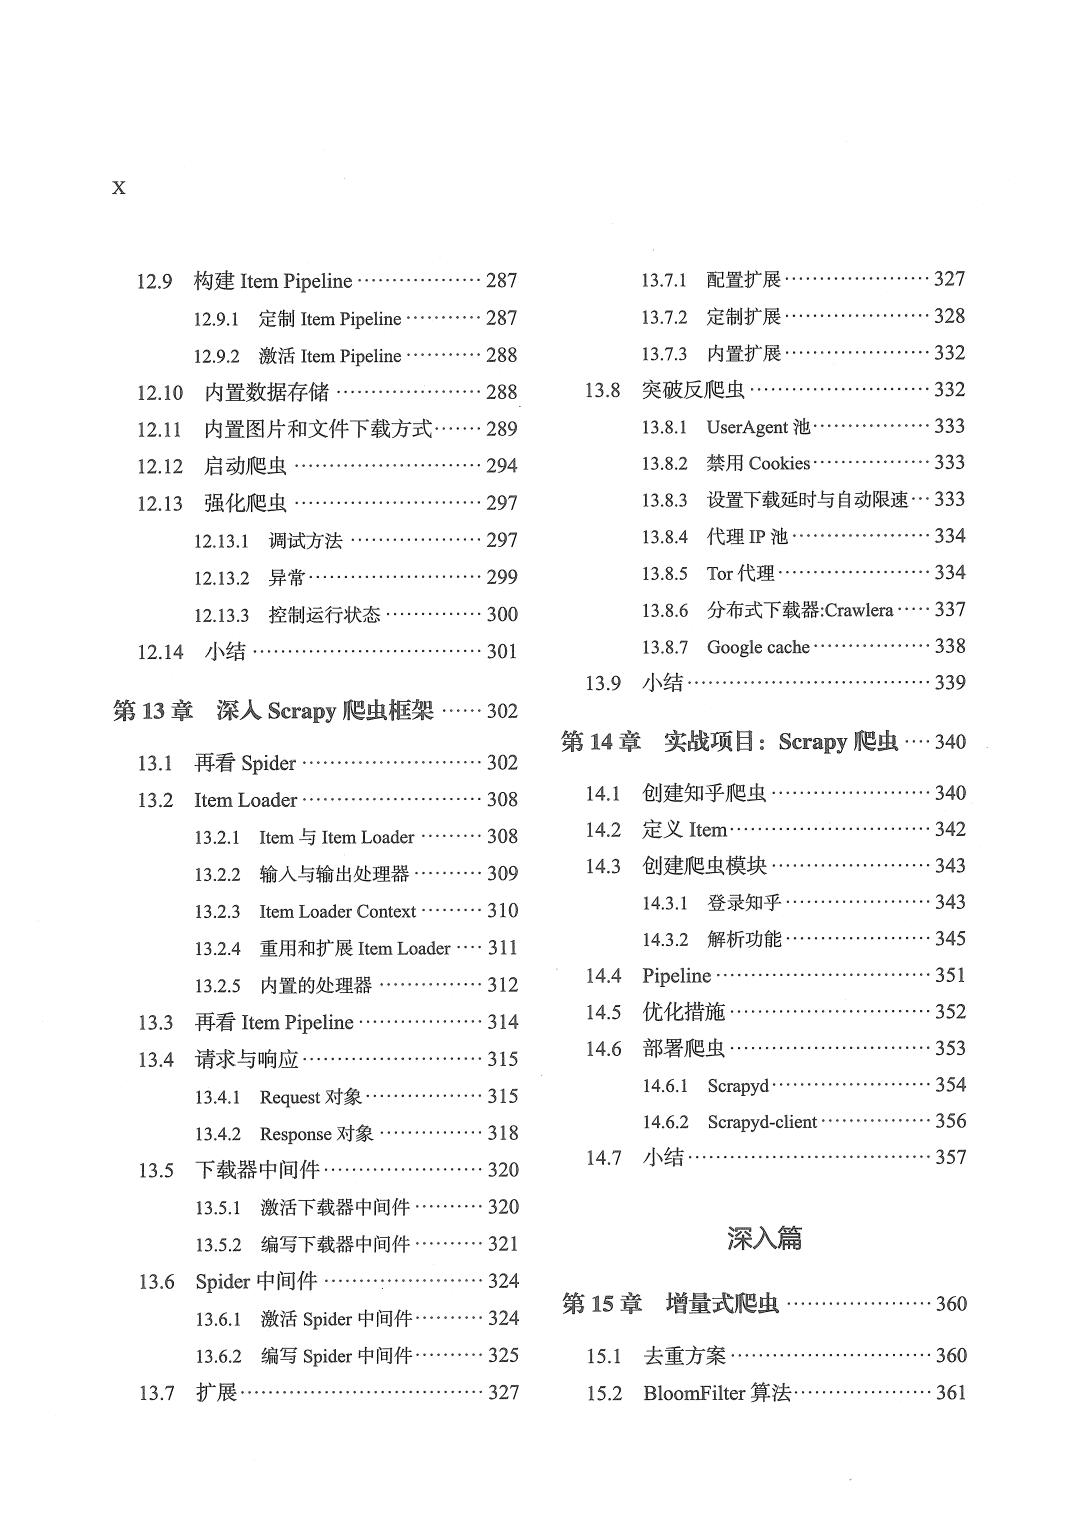 X
12.9 构建 Item Pipeline ················· 287
12.9.1 定制 Item Pipeline ··········· 287
12.9.2 激活 Item Pipeline ··········· 288
12.10 内置数据存储 ···················· 288
12.11 内置图片和文件下载方式······· 289
12.12 启动爬虫 ·························· 294
12.13 强化爬虫 ·························· 297
12.13.1 调试方法 ·················· 297
12.13.2 异常························ 299
12.13.3 控制运行状态 ············· 300
12.14 小结 ································ 301
第 13 章 深入 Scrapy 爬虫框架 ······ 302
13.1 再看 Spider ························· 302
13.2 Item Loader ························· 308
13.2.1 Item 与 Item Loader ········· 308
13.2.2 输入与输出处理器 ·········· 309
13.2.3 Item Loader Context ········· 310
13.2.4 重用和扩展 Item Loader ···· 311
13.2.5 内置的处理器 ··············· 312
13.3 再看 Item Pipeline ················· 314
13.4 请求与响应 ························· 315
13.4.1 Request 对象················· 315
13.4.2 Response 对象 ··············· 318
13.5 下载器中间件 ······················ 320
13.5.1 激活下载器中间件 ·········· 320
13.5.2 编写下载器中间件 ·········· 321
13.6 Spider 中间件 ······················ 324
13.6.1 激活 Spider 中间件·········· 324
13.6.2 编写 Spider 中间件·········· 325
13.7 扩展·································· 327
13.7.1 配置扩展····················· 327
13.7.2 定制扩展····················· 328
13.7.3 内置扩展····················· 332
13.8 突破反爬虫 ························· 332
13.8.1 UserAgent 池················· 333
13.8.2 禁用 Cookies················· 333
13.8.3 设置下载延时与自动限速··· 333
13.8.4 代理 IP 池···················· 334
13.8.5 Tor 代理······················ 334
13.8.6 分布式下载器:Crawlera ····· 337
13.8.7 Google cache················· 338
13.9 小结·································· 339
第 14 章 实战项目：Scrapy 爬虫 ···· 340
14.1 创建知乎爬虫 ······················ 340
14.2 定义 Item···························· 342
14.3 创建爬虫模块 ······················ 343
14.3.1 登录知乎····················· 343
14.3.2 解析功能····················· 345
14.4 Pipeline ······························ 351
14.5 优化措施 ···························· 352
14.6 部署爬虫 ···························· 353
14.6.1 Scrapyd······················· 354
14.6.2 Scrapyd-client················ 356
14.7 小结·································· 357
深入篇
第 15 章 增量式爬虫 ····················· 360
15.1 去重方案 ···························· 360
15.2 BloomFilter 算法···················· 361